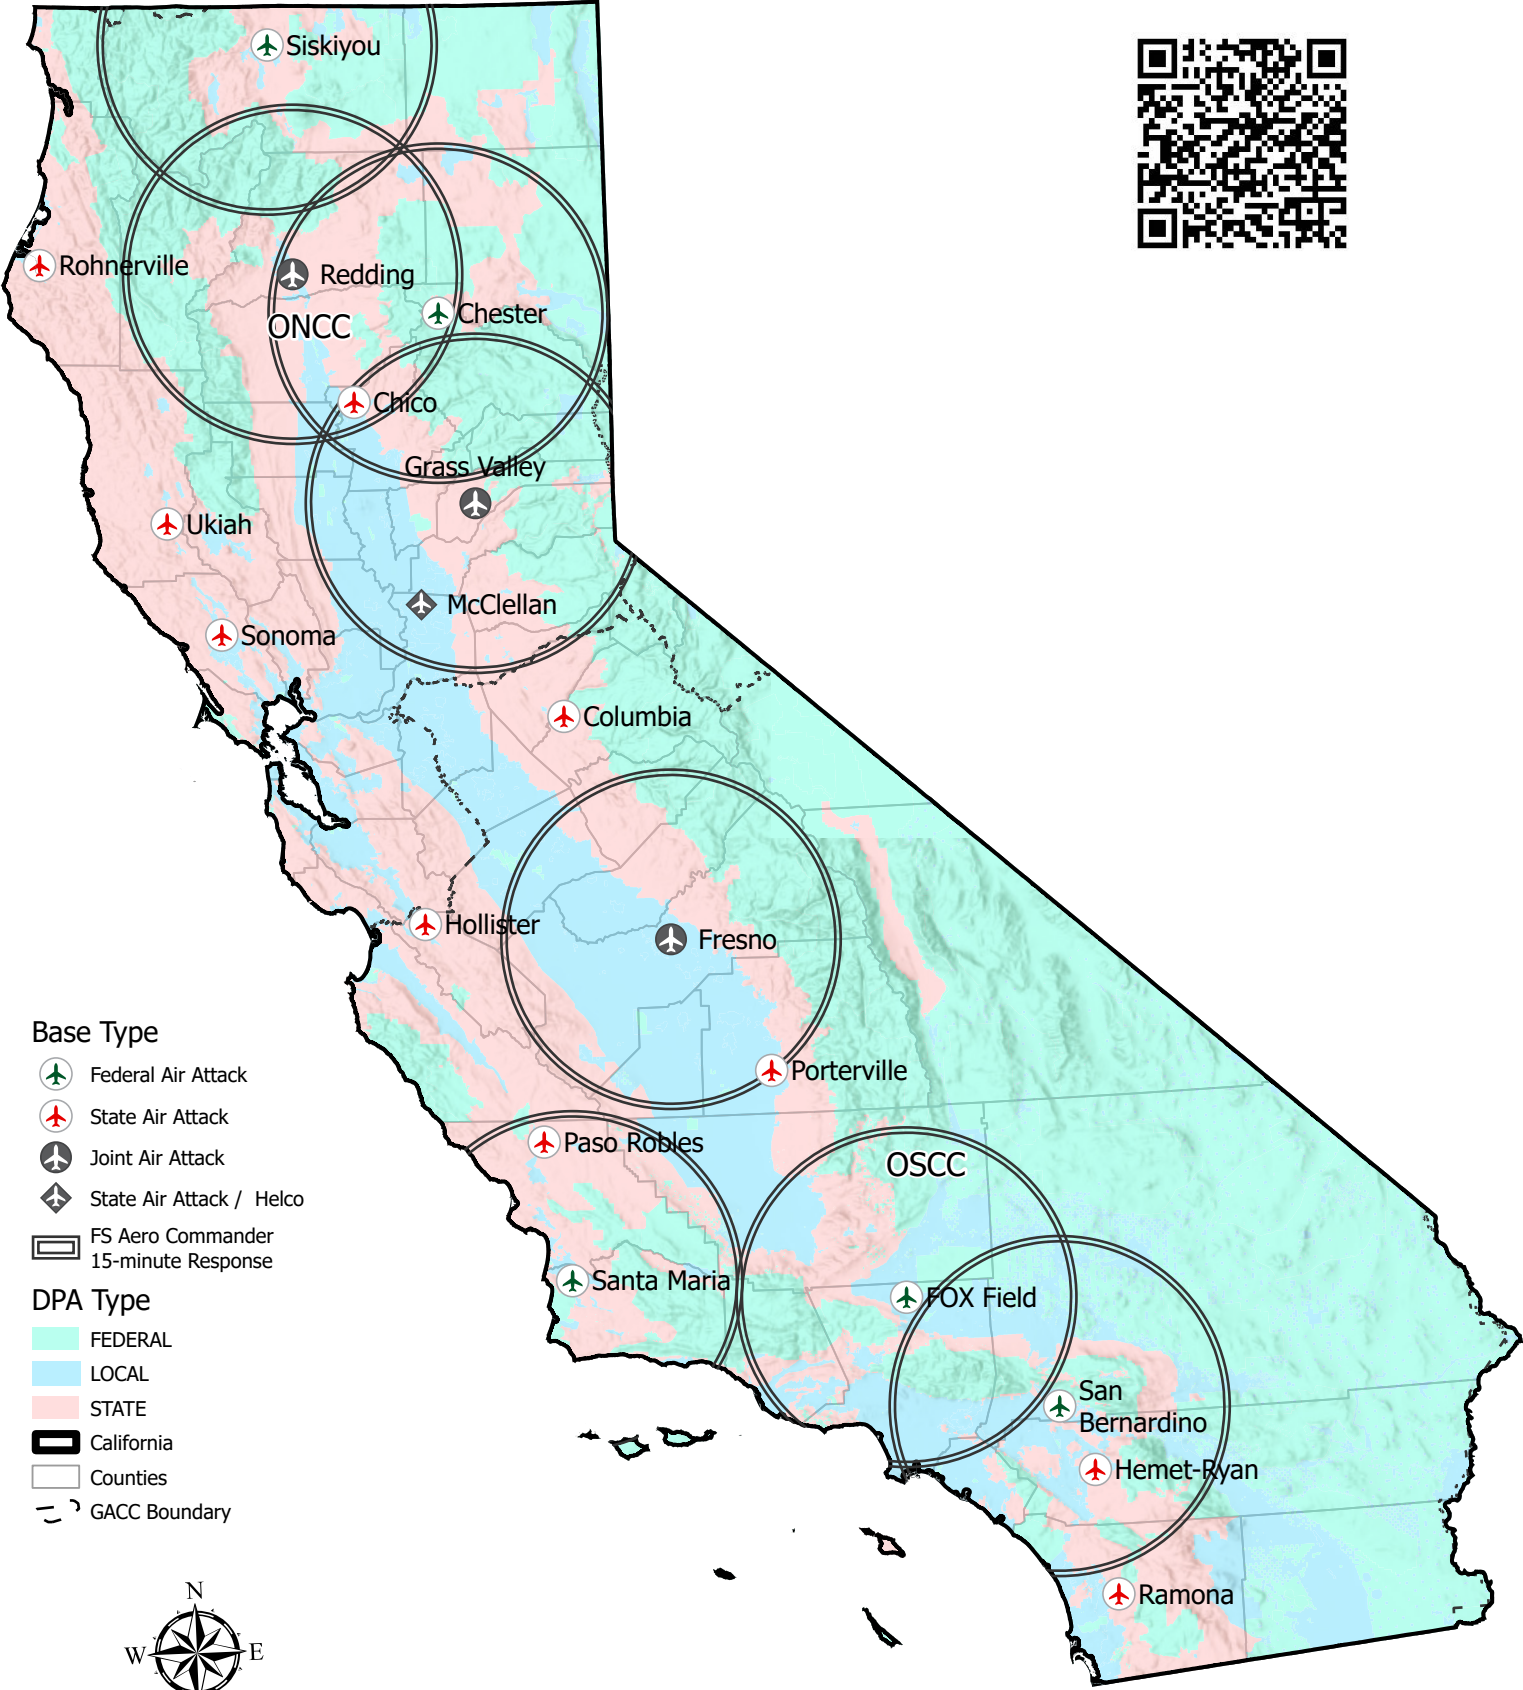 Siskiyou
Rohnerville
Redding
ONCC
Chester
Chico
Grass Valley
Ukiah
McClellan
Sonoma
Columbia
Hollister
Fresno
Porterville
Paso Robles
OSCC
Santa Maria
FOX Field
San
Bernardino
Hemet-Ryan
Ramona
Base Type
Federal Air Attack
State Air Attack
Joint Air Attack
State Air Attack / Helco
FS Aero Commander
15-minute Response
DPA Type
FEDERAL
LOCAL
STATE
California
Counties
GACC Boundary
N
W
E